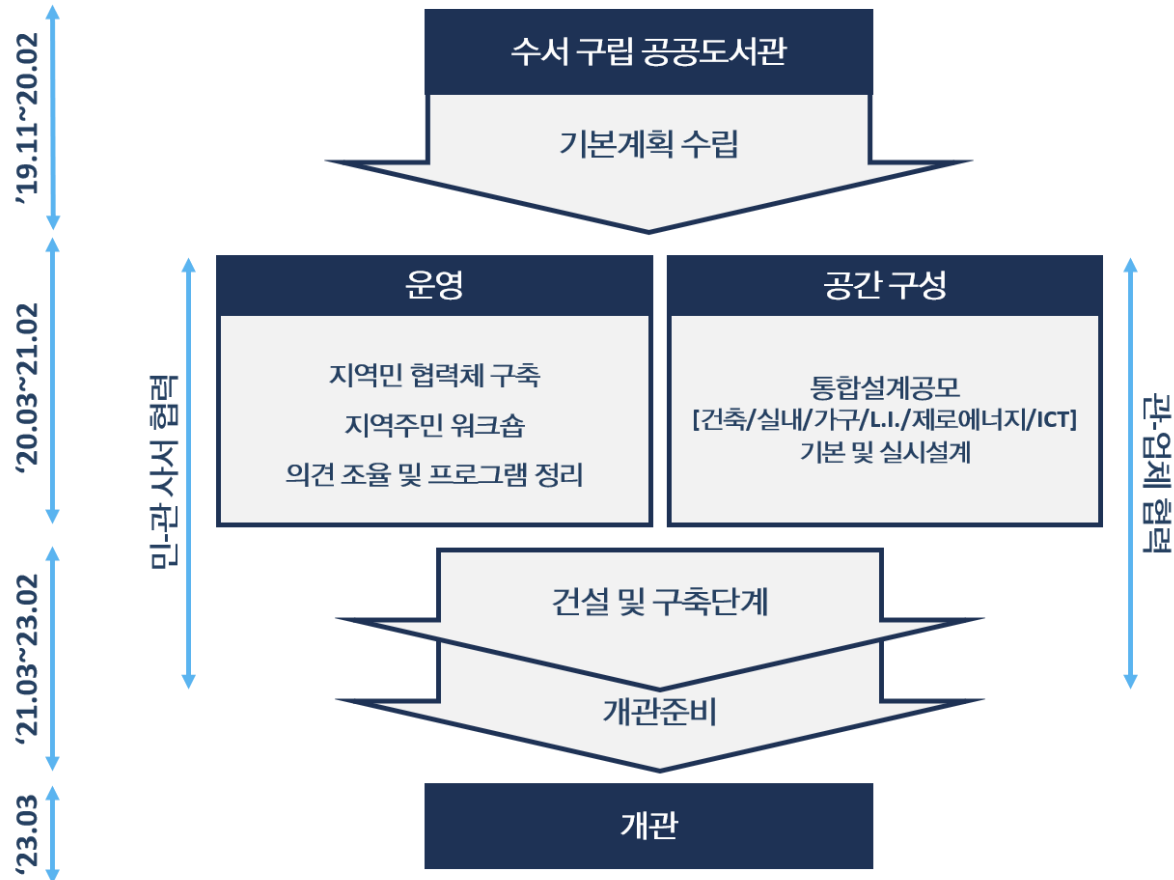 '19.11~20.02
수서 구립 공공도서관
기본계획 수립
'20.03~21.02
민-관 사서 협력
운영
지역민 협력체 구축
지역주민 워크숍
의견 조율 및 프로그램 정리
공간 구성
통합설계공모
[건축/실내/가구/L.I./제로에너지/ICT]
기본 및 실시설계
관-업체 협력
'21.03~23.02
건설 및 구축단계
개관준비
'23.03
개관